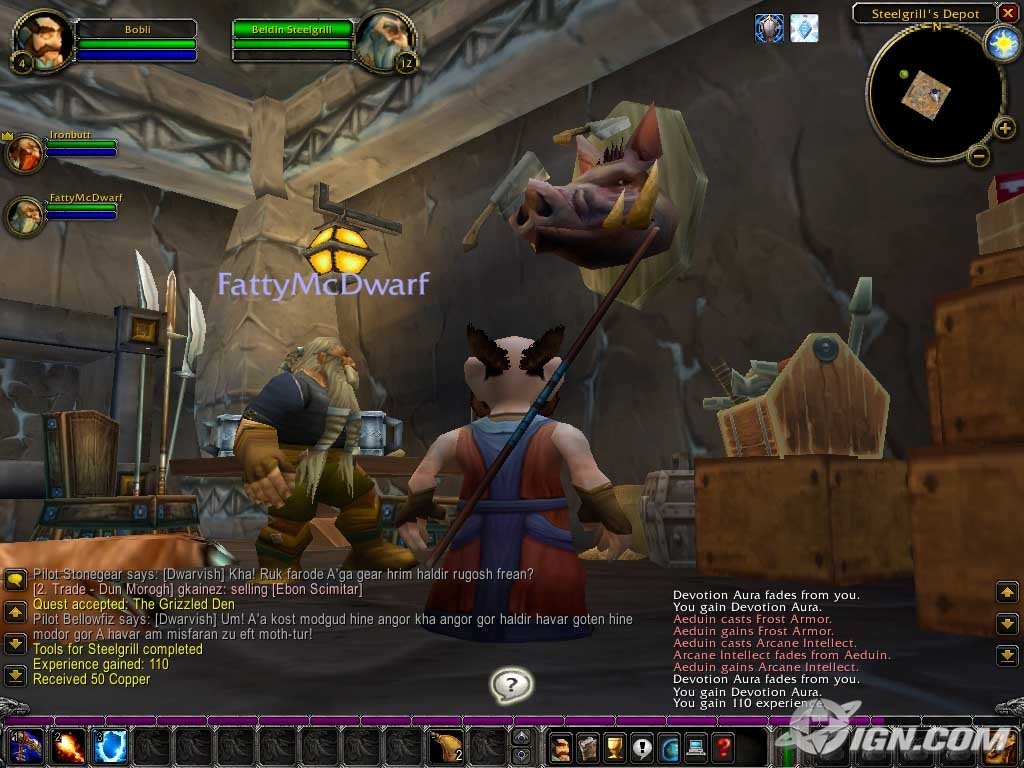 Bobli
4
Beldin Steelgrill
12
Steelgrill's Depot
N
Ironbutt
FattyMcDwarf
FattyMcDwarf
Pilot Stonegear says: [Dwarvish] Kha! Ruk farode A'ga gear hrim haldir rugosh frean?
[2. Trade - Dun Morogh] gkainez: selling [Ebon Scimitar]
Quest accepted: The Grizzled Den
Pilot Bellowfiz says: [Dwarvish] Um! A'a kost modgud hine angor kha angor gor haldir havar goten hine
modor gor A havar am misfaran zu eft moth-tur!
Tools for Steelgrill completed
Experience gained: 110
Received 50 Copper
Devotion Aura fades from you.
You gain Devotion Aura.
Aeduin casts Frost Armor.
Aeduin gains Frost Armor.
Aeduin casts Arcane Intellect.
Arcane Intellect fades from Aeduin.
Aeduin gains Arcane Intellect.
Devotion Aura fades from you.
You gain Devotion Aura.
You gain 110 experience.
?
1
2
3
2
!
?
IGN.COM